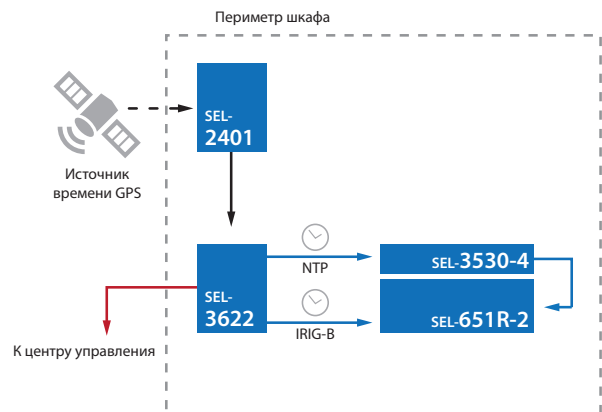 Периметр шкафа
SEL-
2401
Источник
времени GPS
NTP
SEL-3530-4
SEL-
3622
SEL-651R-2
IRIG-B
К центру управления